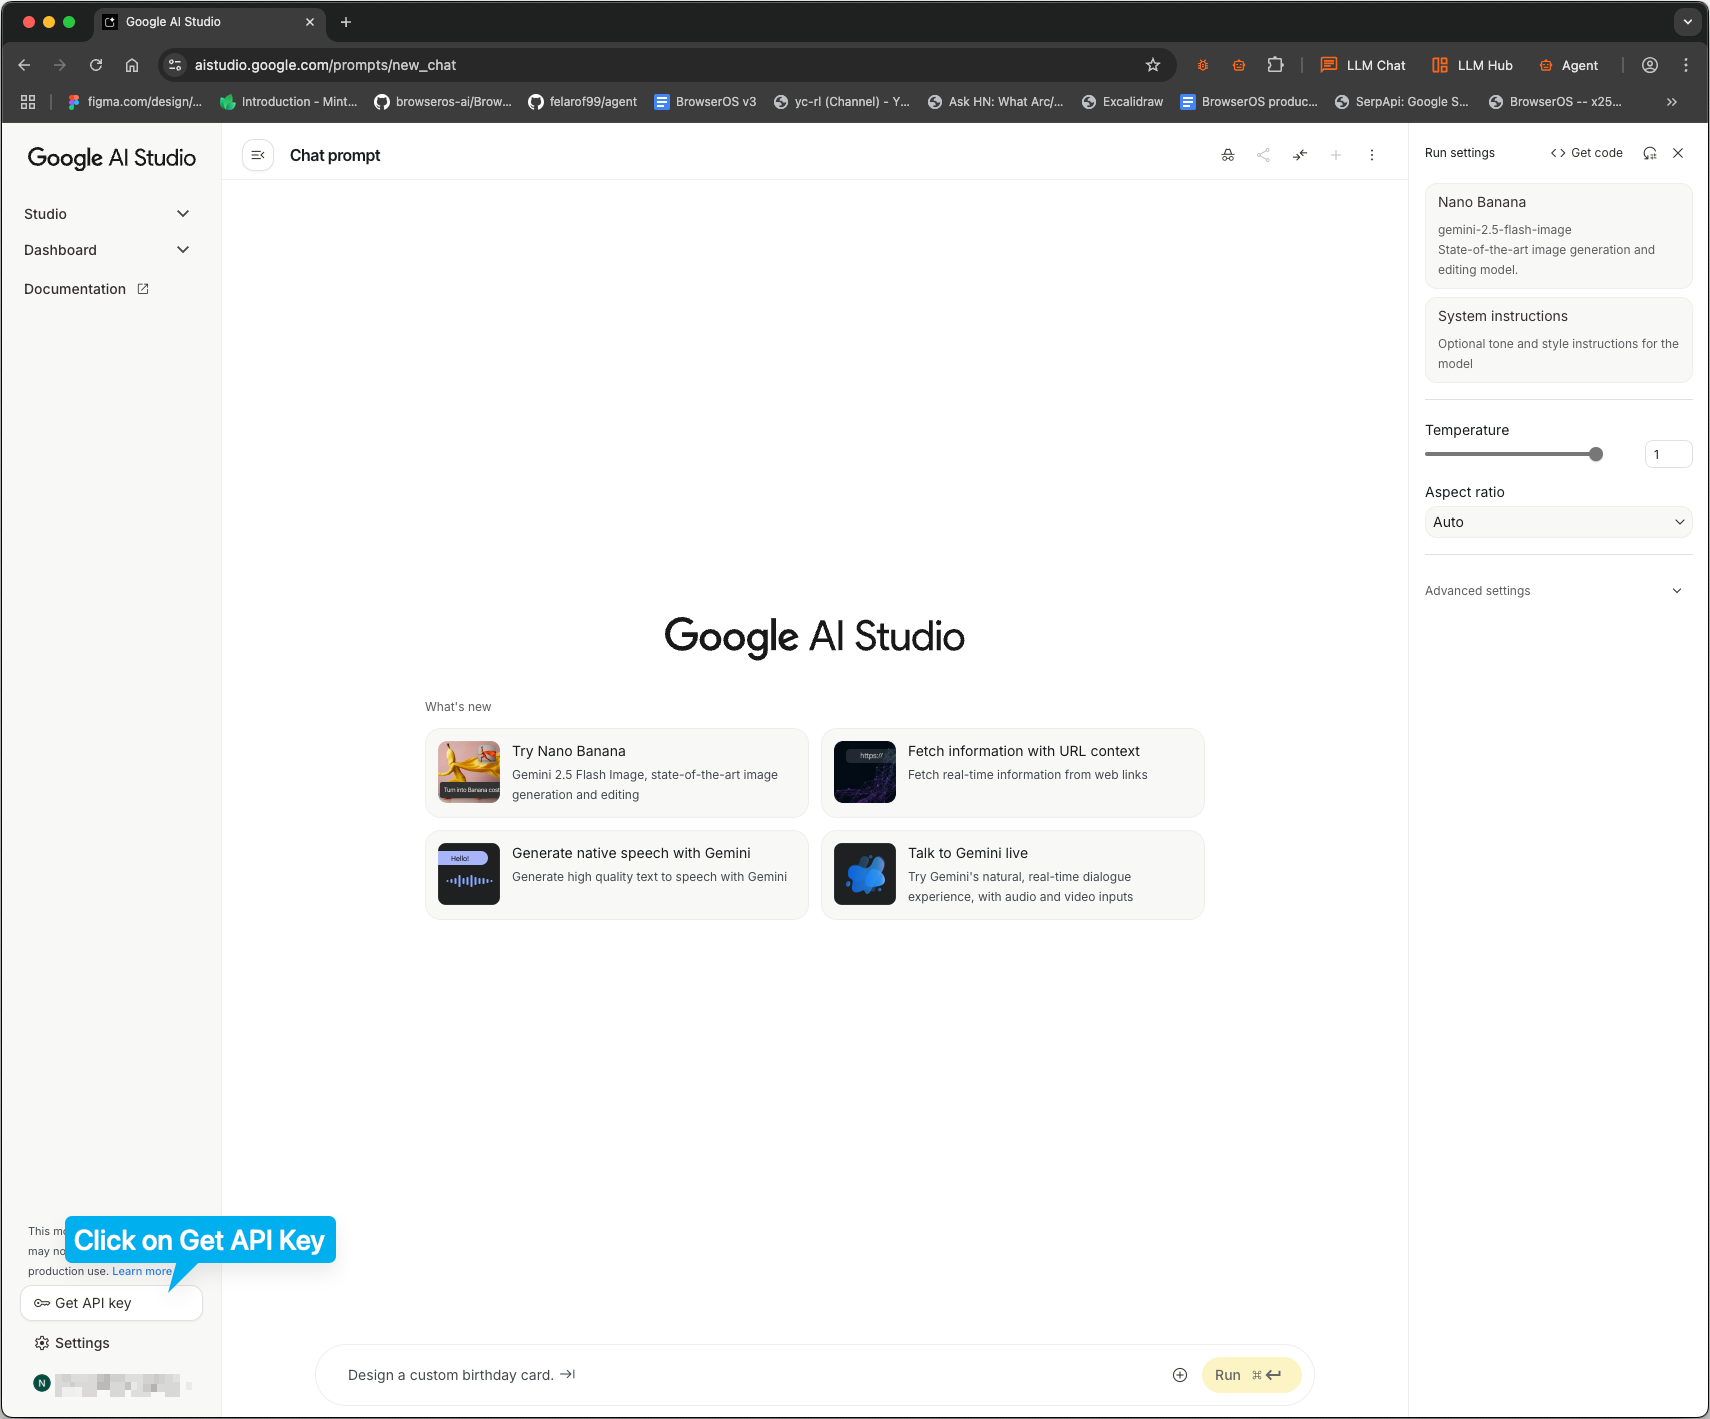 Google AI Studio
aistudio.google.com/prompts/new_chat
LLM Chat
LLM Hub
Agent
figma.com/design/...
Introduction - Mint...
browseros-ai/Brow...
felarof99/agent
BrowserOS v3
yc-rl (Channel) - Y...
Ask HN: What Arc/...
Excalidraw
BrowserOS produc...
SerpApi: Google S...
BrowserOS -- x25...
Google AI Studio
Studio
Dashboard
Documentation
Chat prompt
Run settings
Get code
Nano Banana
gemini-2.5-flash-image
State-of-the-art image generation and
editing model.
System instructions
Optional tone and style instructions for the
model
Temperature
1
Aspect ratio
Auto
Advanced settings
Google AI Studio
What's new
Turn into Banana cost
Try Nano Banana
Gemini 2.5 Flash Image, state-of-the-art image
generation and editing
https://
Fetch information with URL context
Fetch real-time information from web links
Hello!
Generate native speech with Gemini
Generate high quality text to speech with Gemini
Talk to Gemini live
Try Gemini's natural, real-time dialogue
experience, with audio and video inputs
This
may
production use. Learn more
Click on Get API Key
Get API key
Settings
N
Design a custom birthday card.
Run ⌘